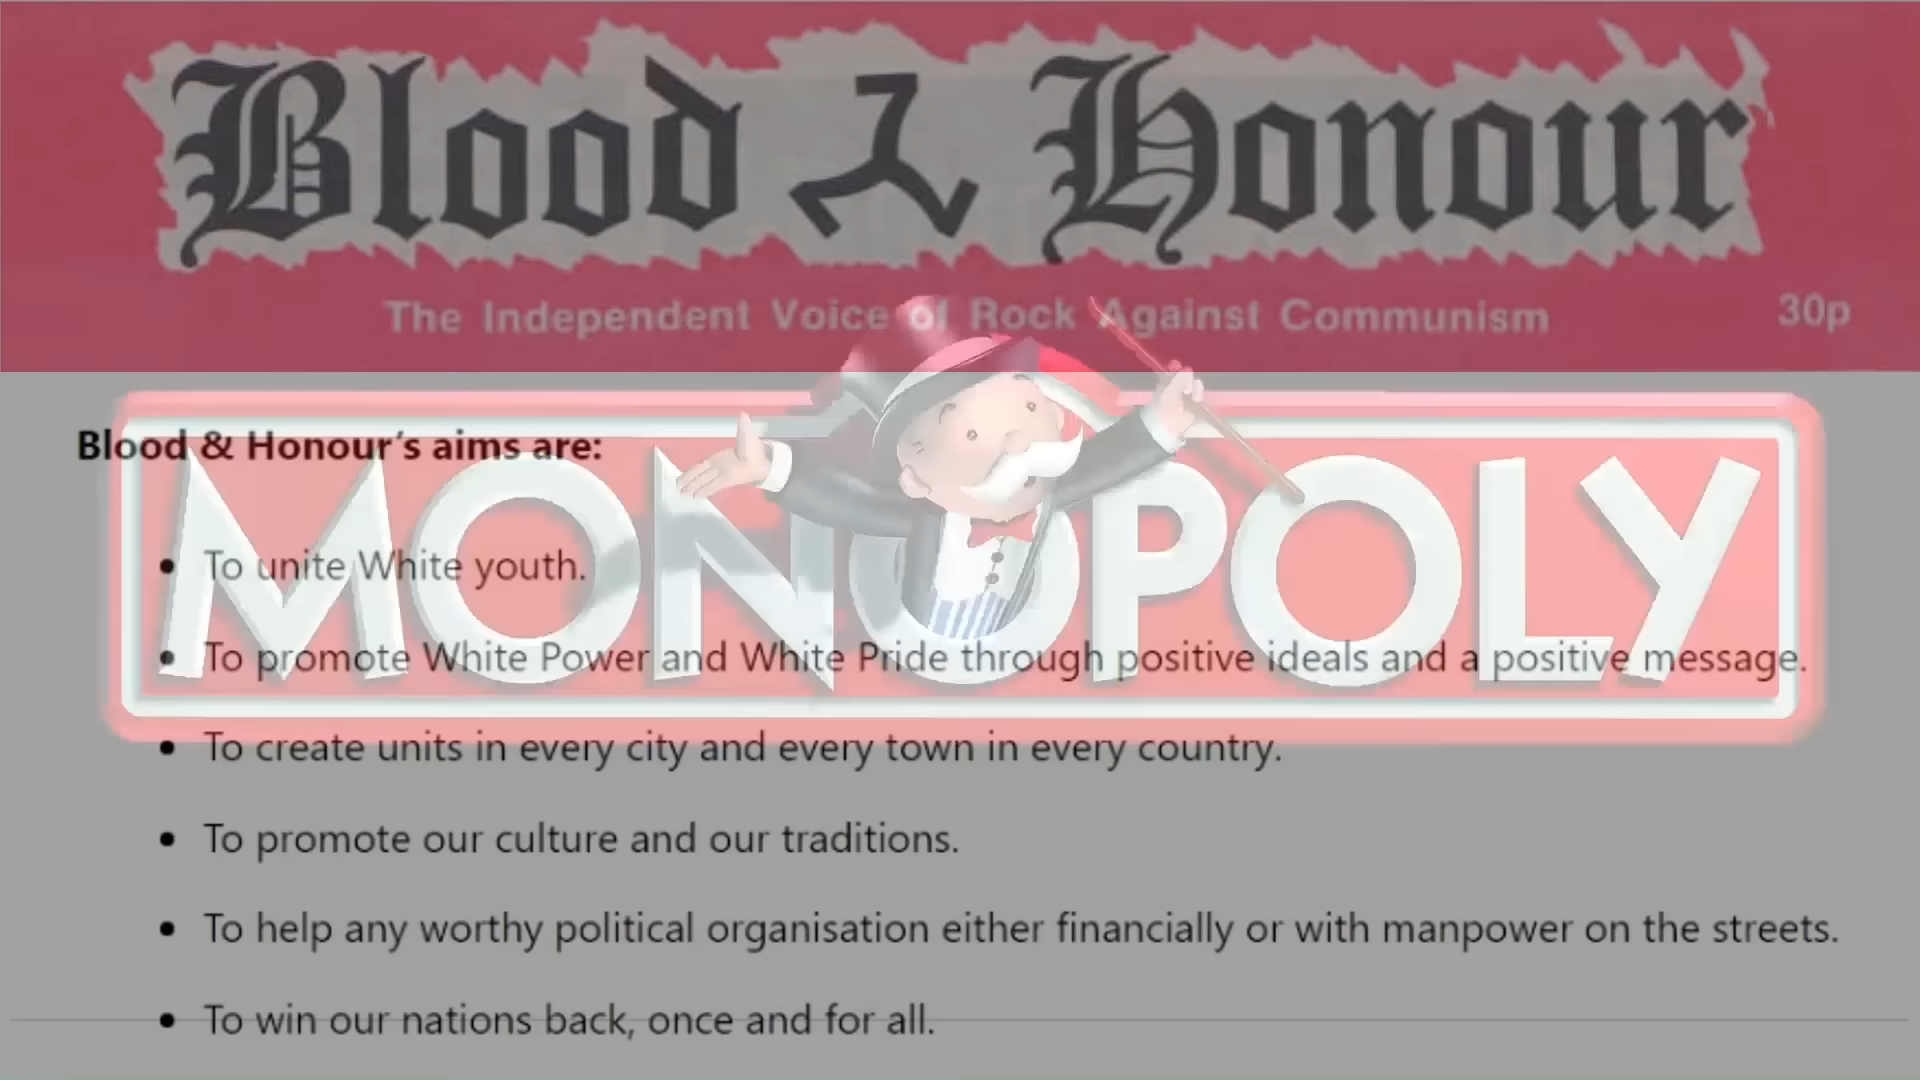 Blood & Honour
The Independent Voice of Rock Against Communism
30p
Blood & Honour's aims are:
MONOPOLY
• To unite White youth.
• To promote White Power and White Pride through positive ideals and a positive message.
• To create units in every city and every town in every country.
• To promote our culture and our traditions.
• To help any worthy political organisation either financially or with manpower on the streets.
• To win our nations back, once and for all.